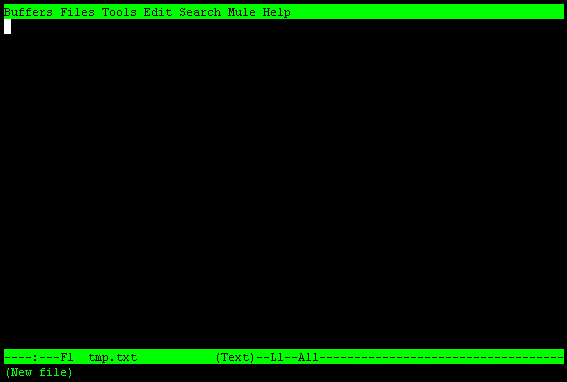 Buffers Files Tools Edit Search Mule Help
----:---F1  tmp.txt           (Text)--L1--All-----------------------------------
(New file)